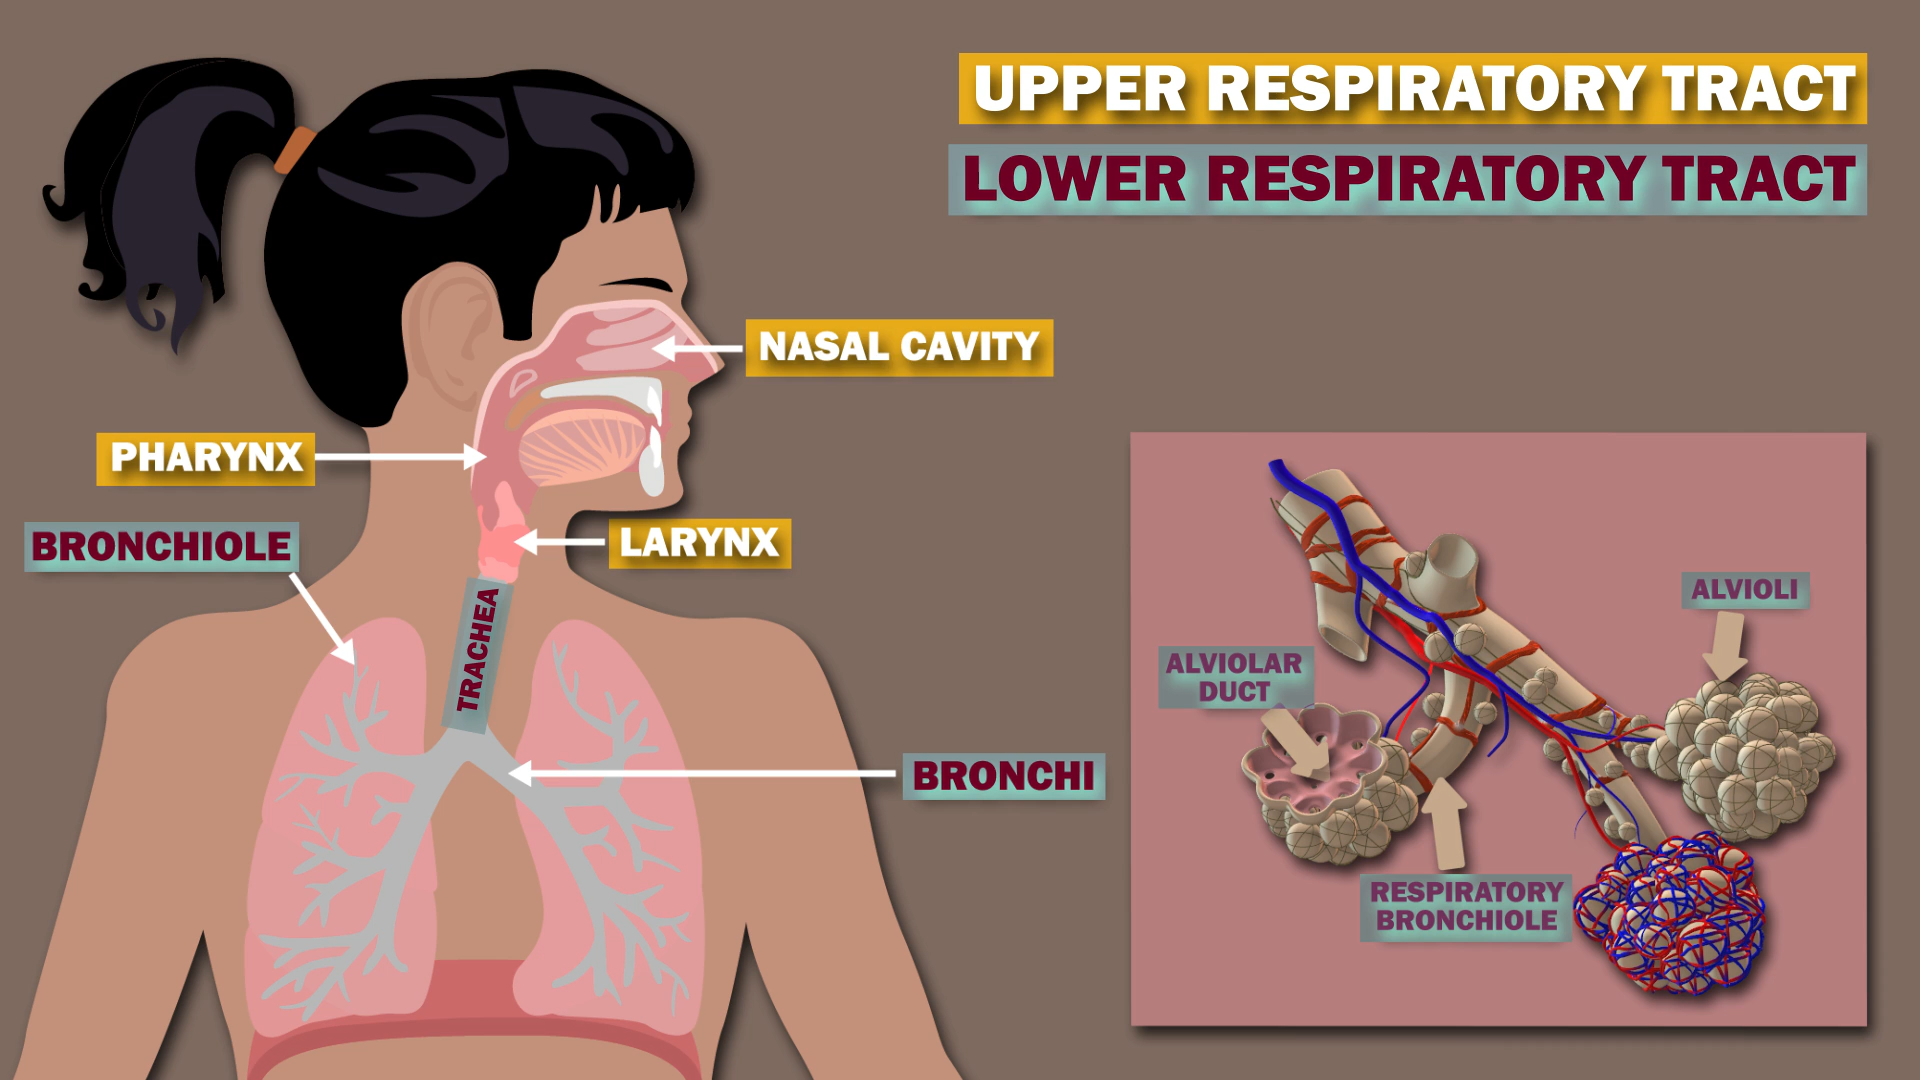 UPPER RESPIRATORY TRACT
LOWER RESPIRATORY TRACT
NASAL CAVITY
PHARYNX
LARYNX
BRONCHIOLE
TRACHEA
BRONCHI
ALVIOLI
ALVIOLAR
DUCT
RESPIRATORY
BRONCHIOLE